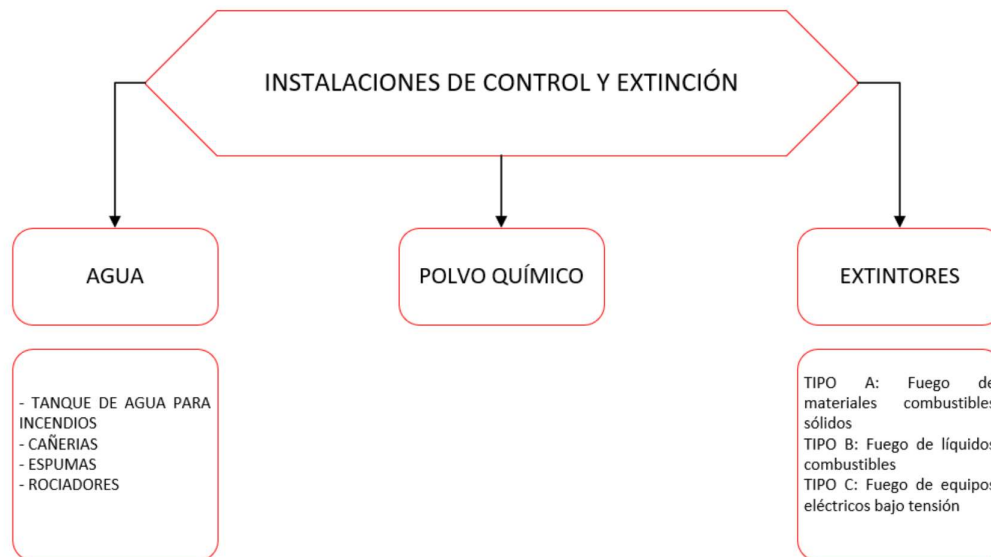 INSTALACIONES DE CONTROL Y EXTINCIÓN
AGUA
POLVO QUÍMICO
EXTINTORES
- TANQUE DE AGUA PARA
INCENDIOS
- CAÑERIAS
- ESPUMAS
- ROCIADORES
TIPO A: Fuego de
materiales combustibles
sólidos
TIPO B: Fuego de líquidos
combustibles
TIPO C: Fuego de equipos
eléctricos bajo tensión